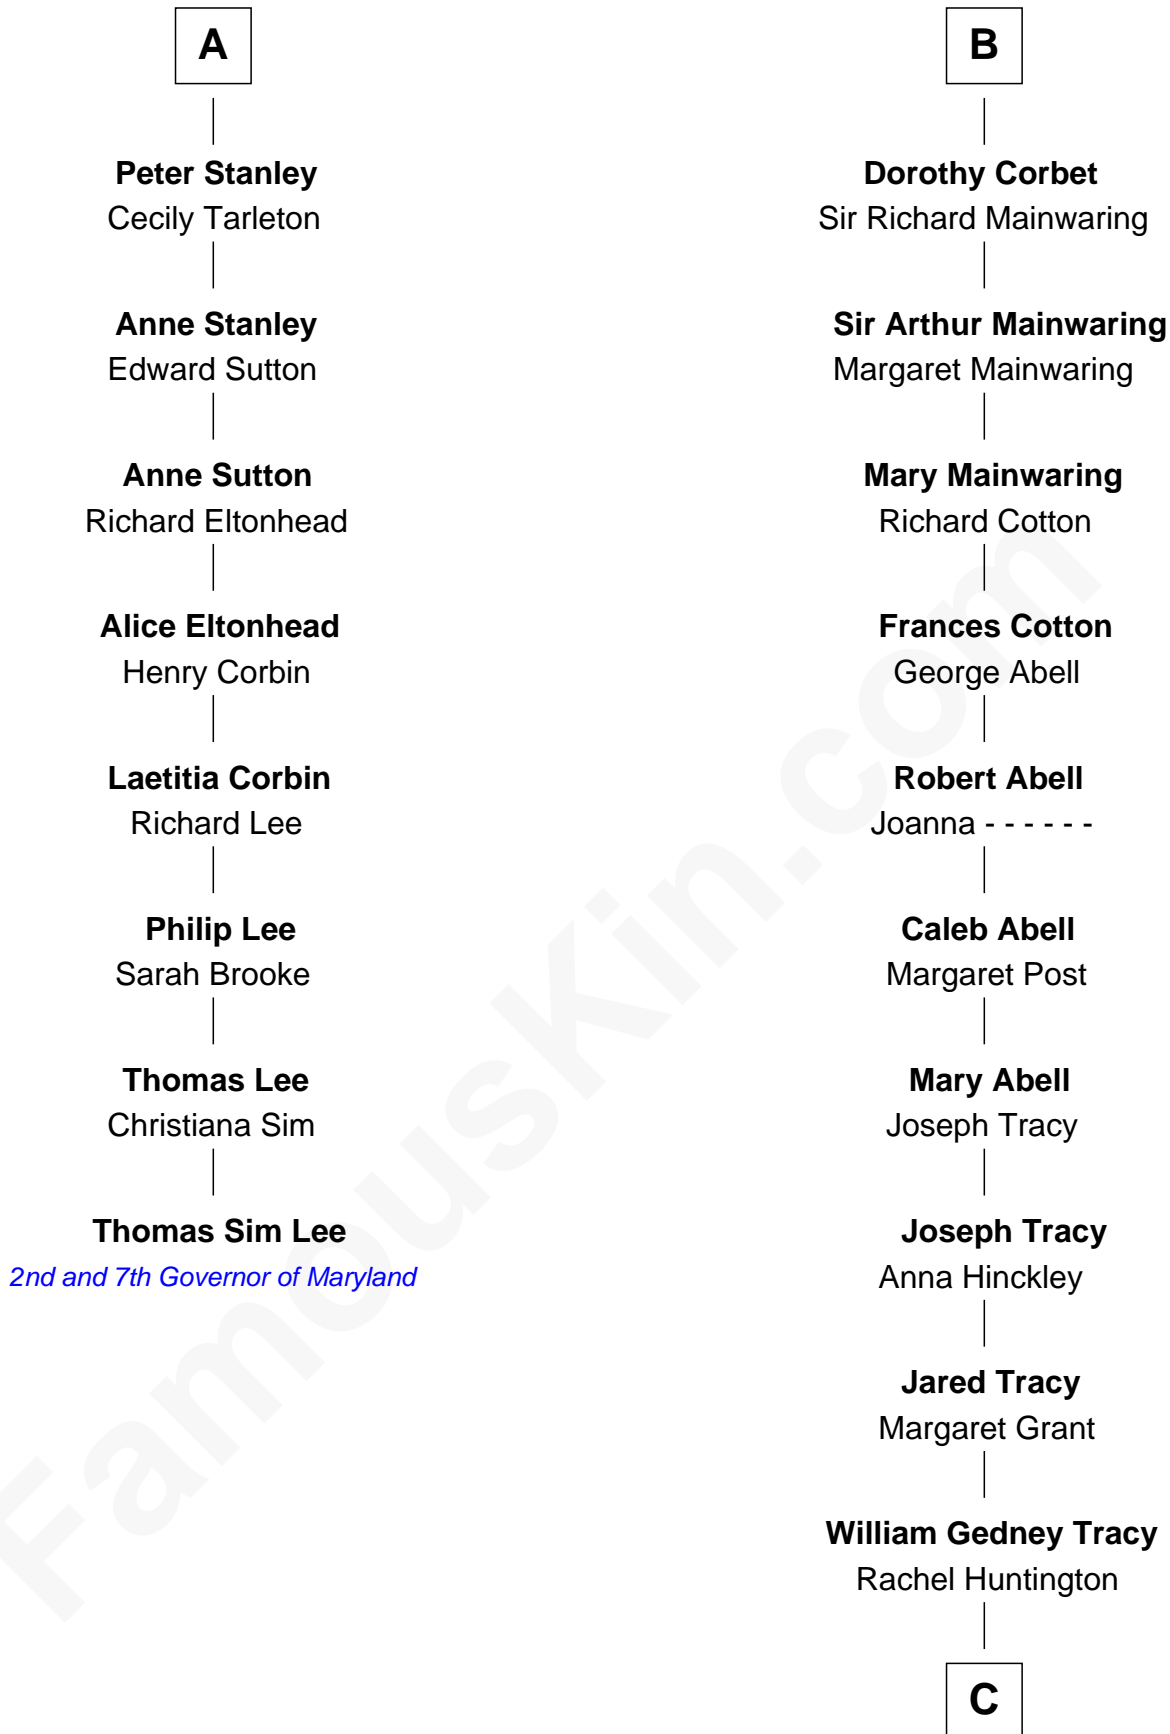 A
Peter Stanley
Cecily Tarleton
Anne Stanley
Edward Sutton
Anne Sutton
Richard Eltonhead
Alice Eltonhead
Henry Corbin
Laetitia Corbin
Richard Lee
Philip Lee
Sarah Brooke
Thomas Lee
Christiana Sim
Thomas Sim Lee
2nd and 7th Governor of Maryland
B
Dorothy Corbet
Sir Richard Mainwaring
Sir Arthur Mainwaring
Margaret Mainwaring
Mary Mainwaring
Richard Cotton
Frances Cotton
George Abell
Robert Abell
Joanna - - - - - -
Caleb Abell
Margaret Post
Mary Abell
Joseph Tracy
Joseph Tracy
Anna Hinckley
Jared Tracy
Margaret Grant
William Gedney Tracy
Rachel Huntington
C
FamousKin.com